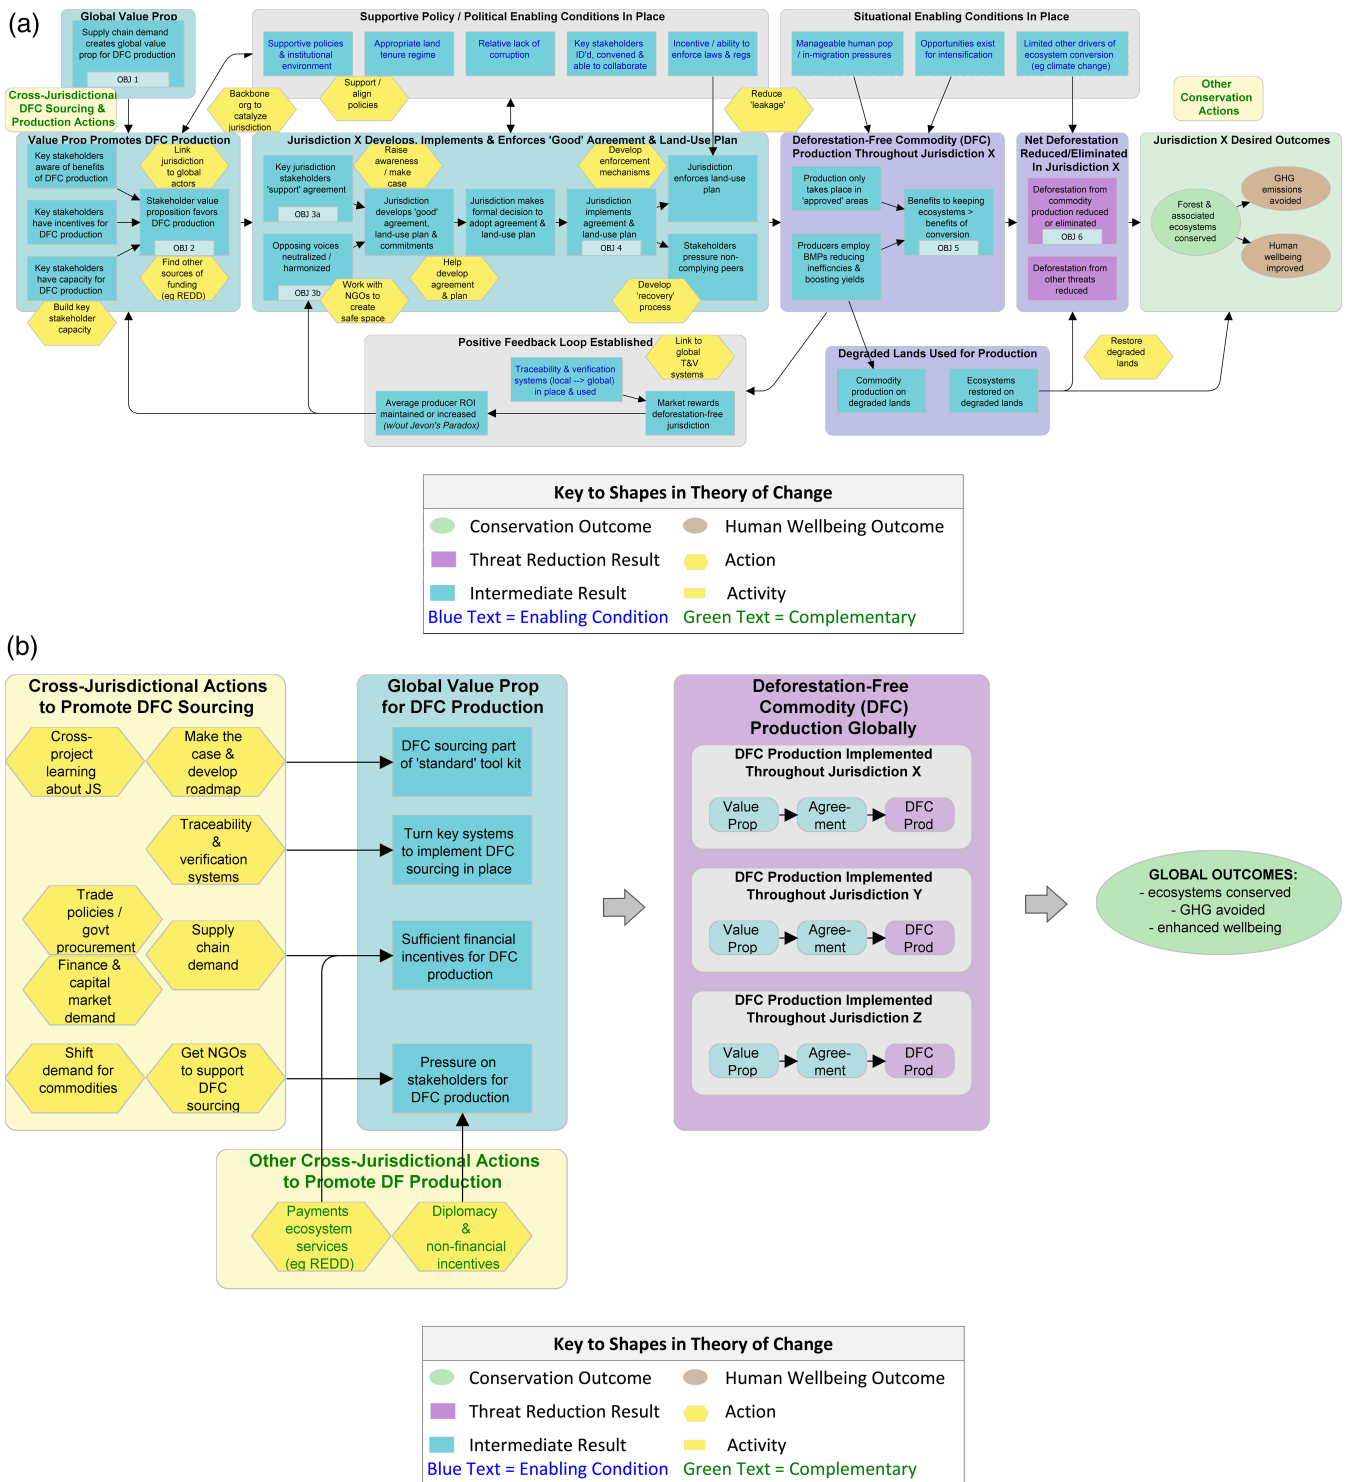 (a)
Global Value Prop
Supply chain demand
creates global value
prop for DFC production
OBJ 1
Supportive Policy / Political Enabling Conditions In Place
Supportive policies
& institutional
environment
Appropriate land
tenure regime
Relative lack of
corruption
Key stakeholders
ID'd, convened &
able to collaborate
Incentive / ability to
enforce laws & regs
Situational Enabling Conditions In Place
Manageable human pop
/ in-migration pressures
Opportunities exist
for intensification
Limited other drivers of
ecosystem conversion
(eg climate change)
Cross-Jurisdictional
DFC Sourcing &
Production Actions
Backbone
org to catalyze
jurisdiction
Support /
align
policies
Reduce
'leakage'
Other
Conservation
Actions
Value Prop Promotes DFC Production
Key stakeholders
aware of benefits
of DFC production
Key stakeholders
have incentives for
DFC production
Key stakeholders
have capacity for
DFC production
Link
jurisdiction
to global
actors
Stakeholder value
proposition favors
DFC production
OBJ 2
Find other
sources of
funding
(eg REDD)
Build key
stakeholder
capacity
Jurisdiction X Develops, Implements & Enforces 'Good' Agreement & Land-Use Plan
Key jurisdiction
stakeholders
'support' agreement
OBJ 3a
Opposing voices
neutralized /
harmonized
OBJ 3b
Raise
awareness
/ make
case
Jurisdiction
develops 'good'
agreement,
land-use plan &
commitments
Work with
NGOs to
create
safe space
Help
develop
agreement
& plan
Jurisdiction makes
formal decision to
adopt agreement &
land-use plan
Develop
enforcement
mechanisms
Jurisdiction
implements
agreement &
land-use plan
OBJ 4
Jurisdiction
enforces land-use
plan
Stakeholders
pressure non-
complying peers
Develop
'recovery'
process
Deforestation-Free Commodity (DFC)
Production Throughout Jurisdiction X
Production only
takes place in
'approved' areas
Producers employ
BMPs reducing
inefficiencies &
boosting yields
Benefits to keeping
ecosystems >
benefits of
conversion
OBJ 5
Net Deforestation
Reduced/Eliminated
In Jurisdiction X
Deforestation from
commodity
production reduced
or eliminated
OBJ 6
Deforestation from
other threats
reduced
Jurisdiction X Desired Outcomes
Forest &
associated
ecosystems
conserved
GHG
emissions
avoided
Human
wellbeing
improved
Positive Feedback Loop Established
Link to
global
T&V
systems
Traceability & verification
systems (local --> global)
in place & used
Average producer ROI
maintained or increased
(w/out Jevon's Paradox)
Market rewards
deforestation-free
jurisdiction
Degraded Lands Used for Production
Commodity
production on
degraded lands
Ecosystems
restored on
degraded lands
Restore
degraded
lands
Key to Shapes in Theory of Change
Conservation Outcome
Human Wellbeing Outcome
Threat Reduction Result
Action
Intermediate Result
Activity
Blue Text = Enabling Condition
Green Text = Complementary
(b)
Cross-Jurisdictional Actions
to Promote DFC Sourcing
Cross-
project
learning
about JS
Make the
case &
develop
roadmap
Traceability
&
verification
systems
Trade
policies /
govt
procurement
Supply
chain
demand
Finance &
capital
market
demand
Shift
demand for
commodities
Get NGOs
to support
DFC
sourcing
Global Value Prop
for DFC Production
DFC sourcing part
of 'standard' tool kit
Turn key systems
to implement DFC
sourcing in place
Sufficient financial
incentives for DFC
production
Pressure on
stakeholders for
DFC production
Other Cross-Jurisdictional Actions
to Promote DF Production
Payments
ecosystem
services
(eg REDD)
Diplomacy
&
non-financial
incentives
Deforestation-Free
Commodity (DFC)
Production Globally
DFC Production Implemented
Throughout Jurisdiction X
Value
Prop
Agree-
ment
DFC
Prod
DFC Production Implemented
Throughout Jurisdiction Y
Value
Prop
Agree-
ment
DFC
Prod
DFC Production Implemented
Throughout Jurisdiction Z
Value
Prop
Agree-
ment
DFC
Prod
GLOBAL OUTCOMES:
- ecosystems conserved
- GHG avoided
- enhanced wellbeing
Key to Shapes in Theory of Change
Conservation Outcome
Human Wellbeing Outcome
Threat Reduction Result
Action
Intermediate Result
Activity
Blue Text = Enabling Condition
Green Text = Complementary